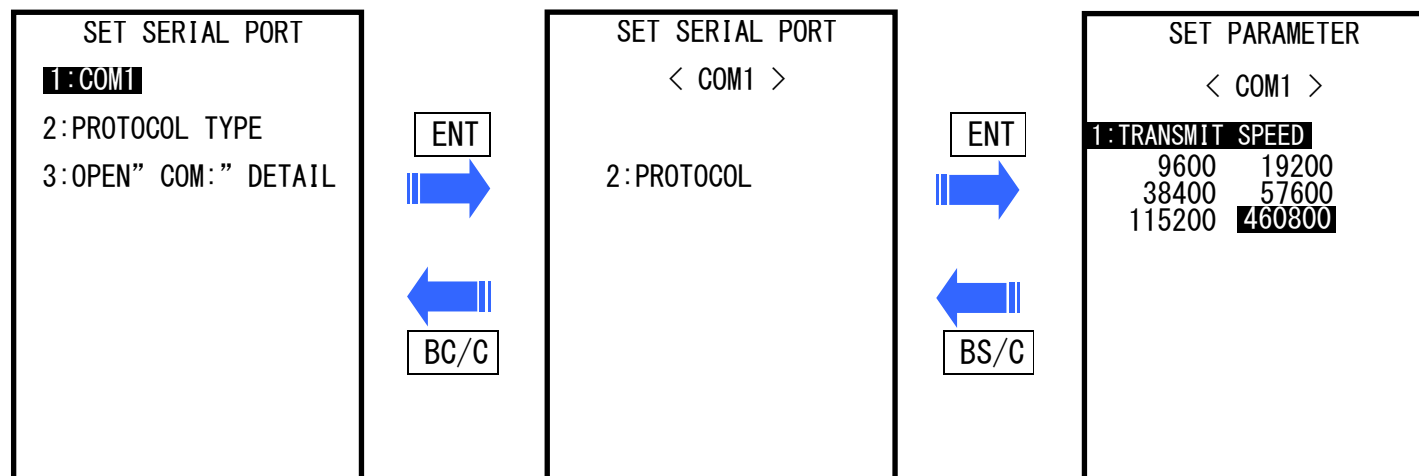 SET SERIAL PORT
1:COM1
2:PROTOCOL TYPE
3:OPEN” COM:” DETAIL
ENT
BC/C
SET SERIAL PORT
< COM1 >
2:PROTOCOL
ENT
BS/C
SET PARAMETER
< COM1 >
1:TRANSMIT SPEED
9600 19200
38400 57600
115200 460800